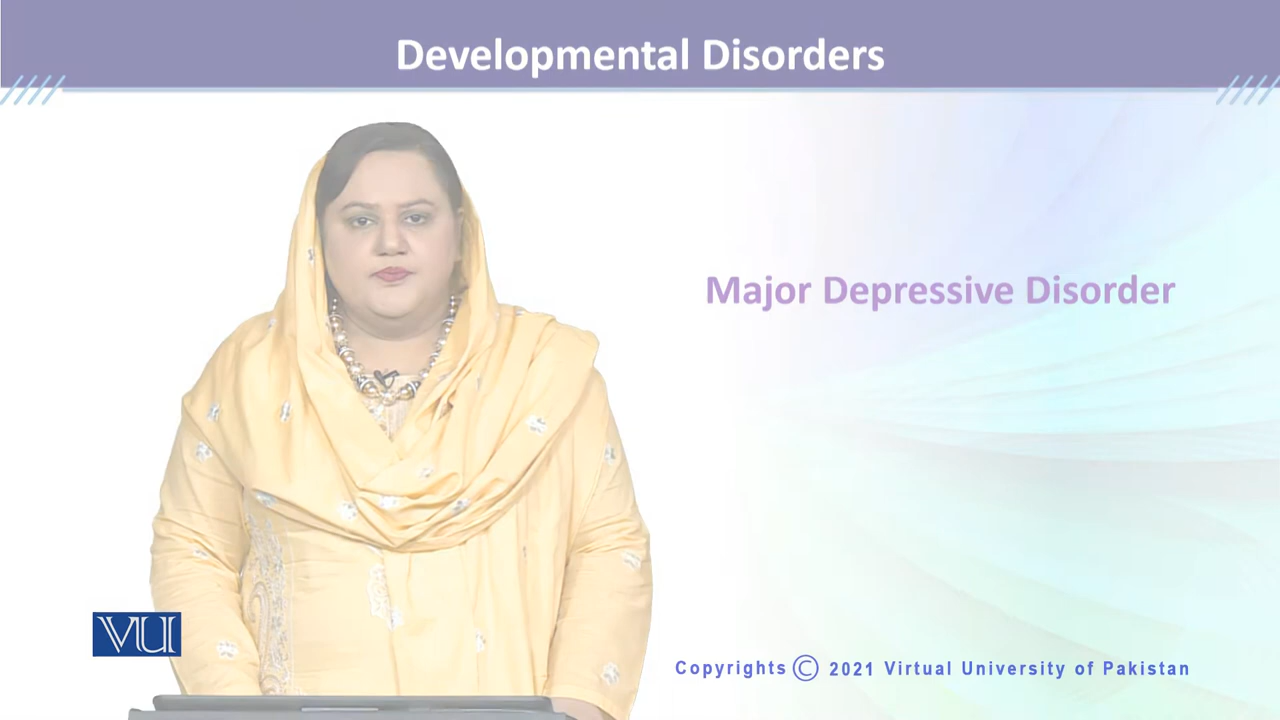 Developmental Disorders
Major Depressive Disorder
VU
Copyrights © 2021 Virtual University of Pakistan